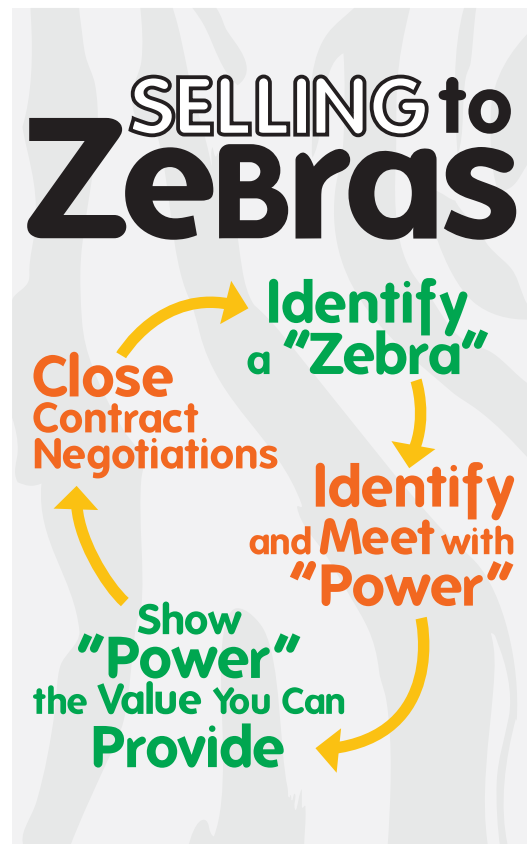 SELLING to
ZeBras
Identify
a "Zebra"
Identify
and Meet with
"Power"
Show
"Power"
the Value You Can
Provide
Close
Contract
Negotiations